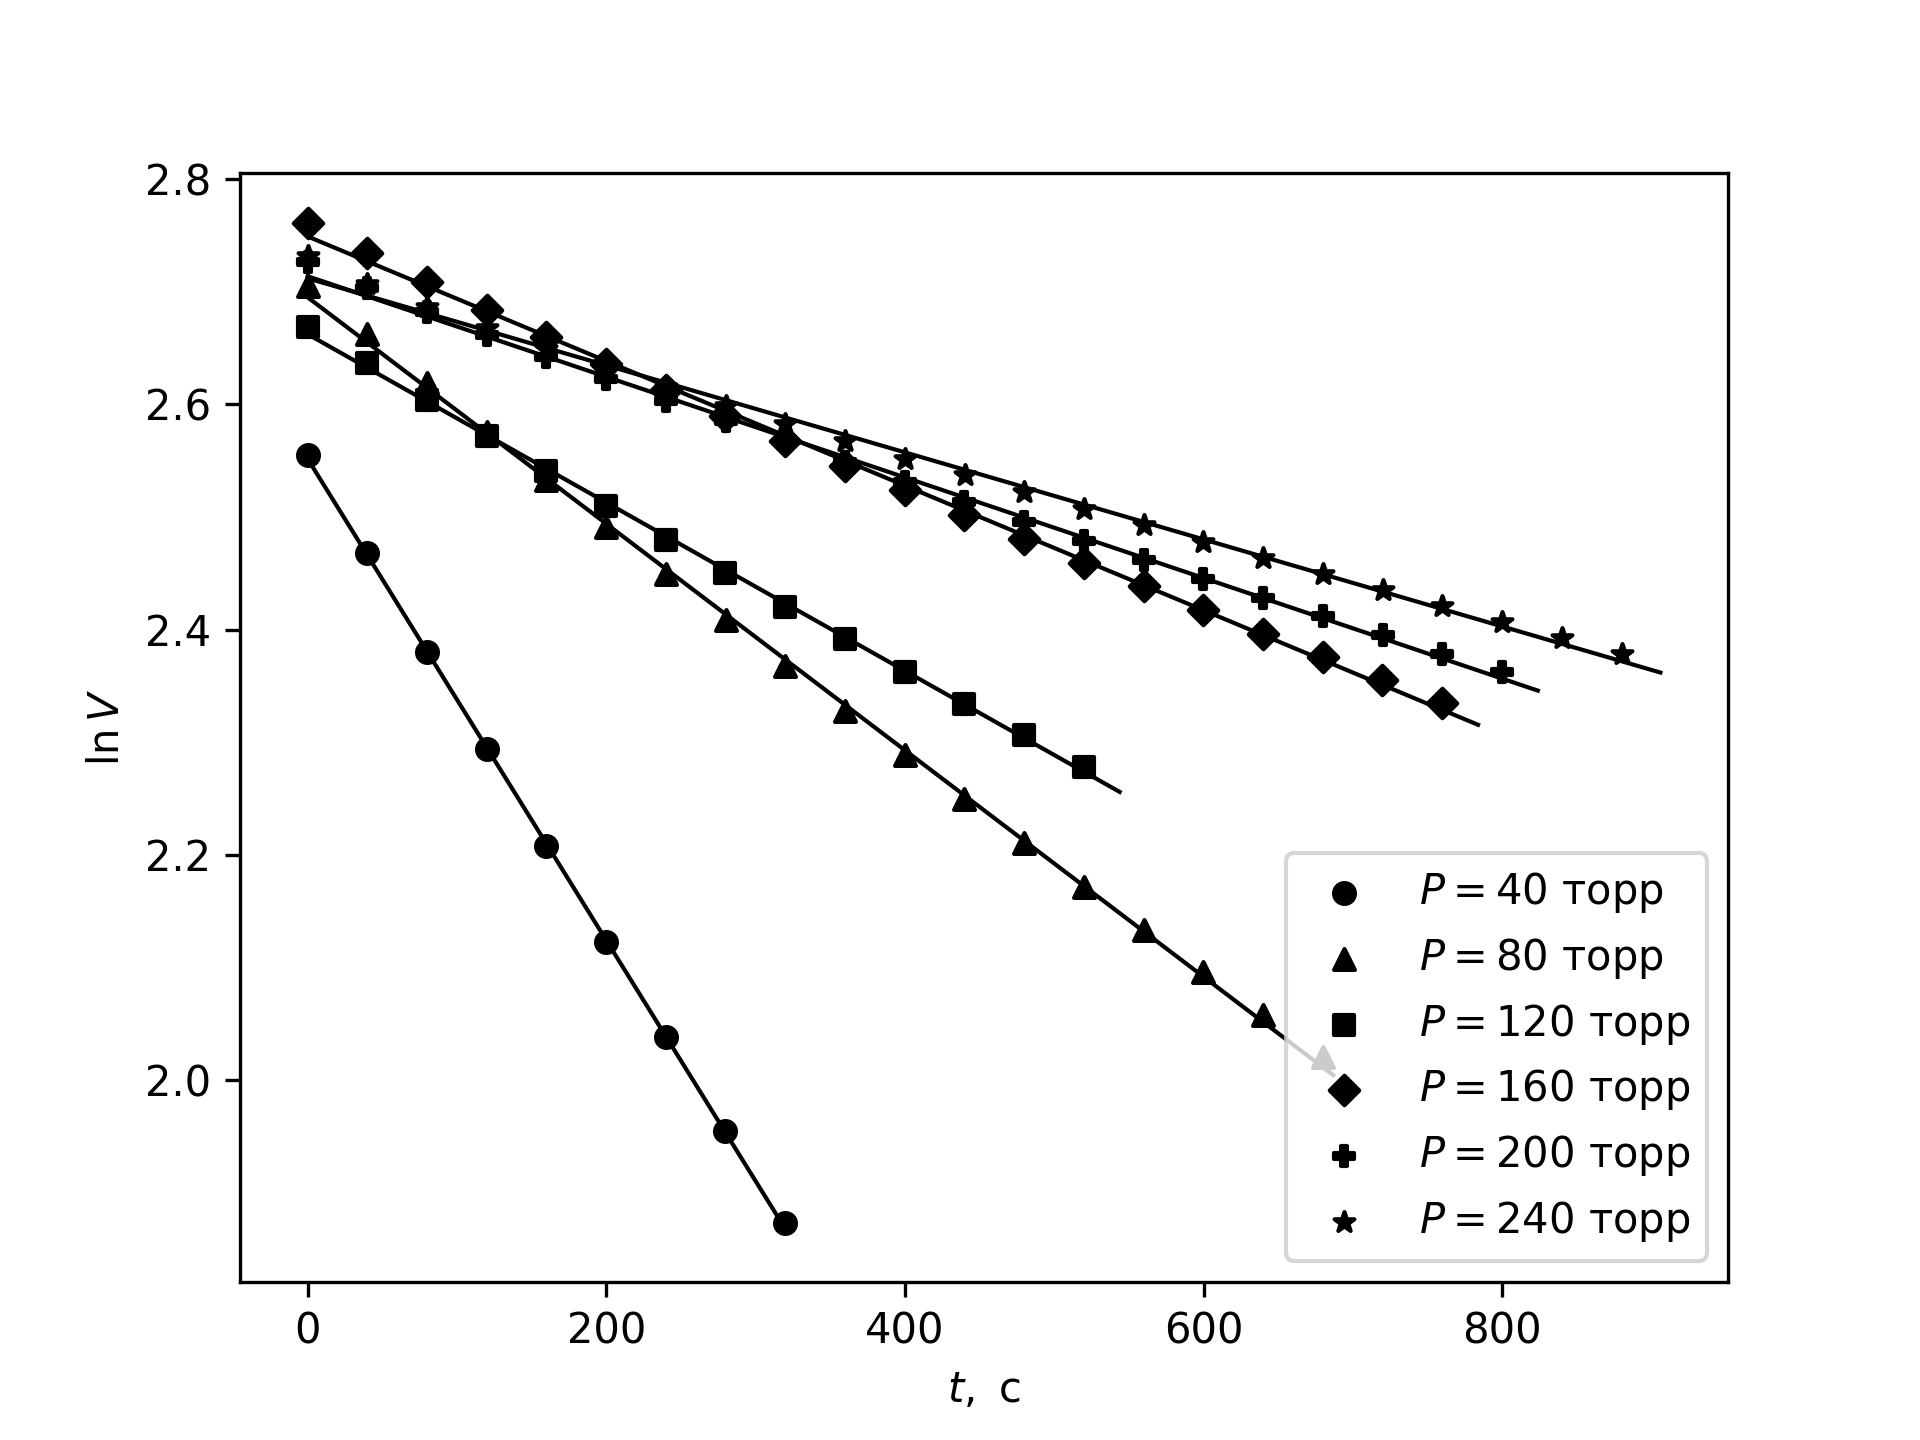 2.8
2.6
2.4
2.2
2.0
ln V
0 200 400 600 800
t, с
P = 40 торр
P = 80 торр
P = 120 торр
P = 160 торр
P = 200 торр
P = 240 торр